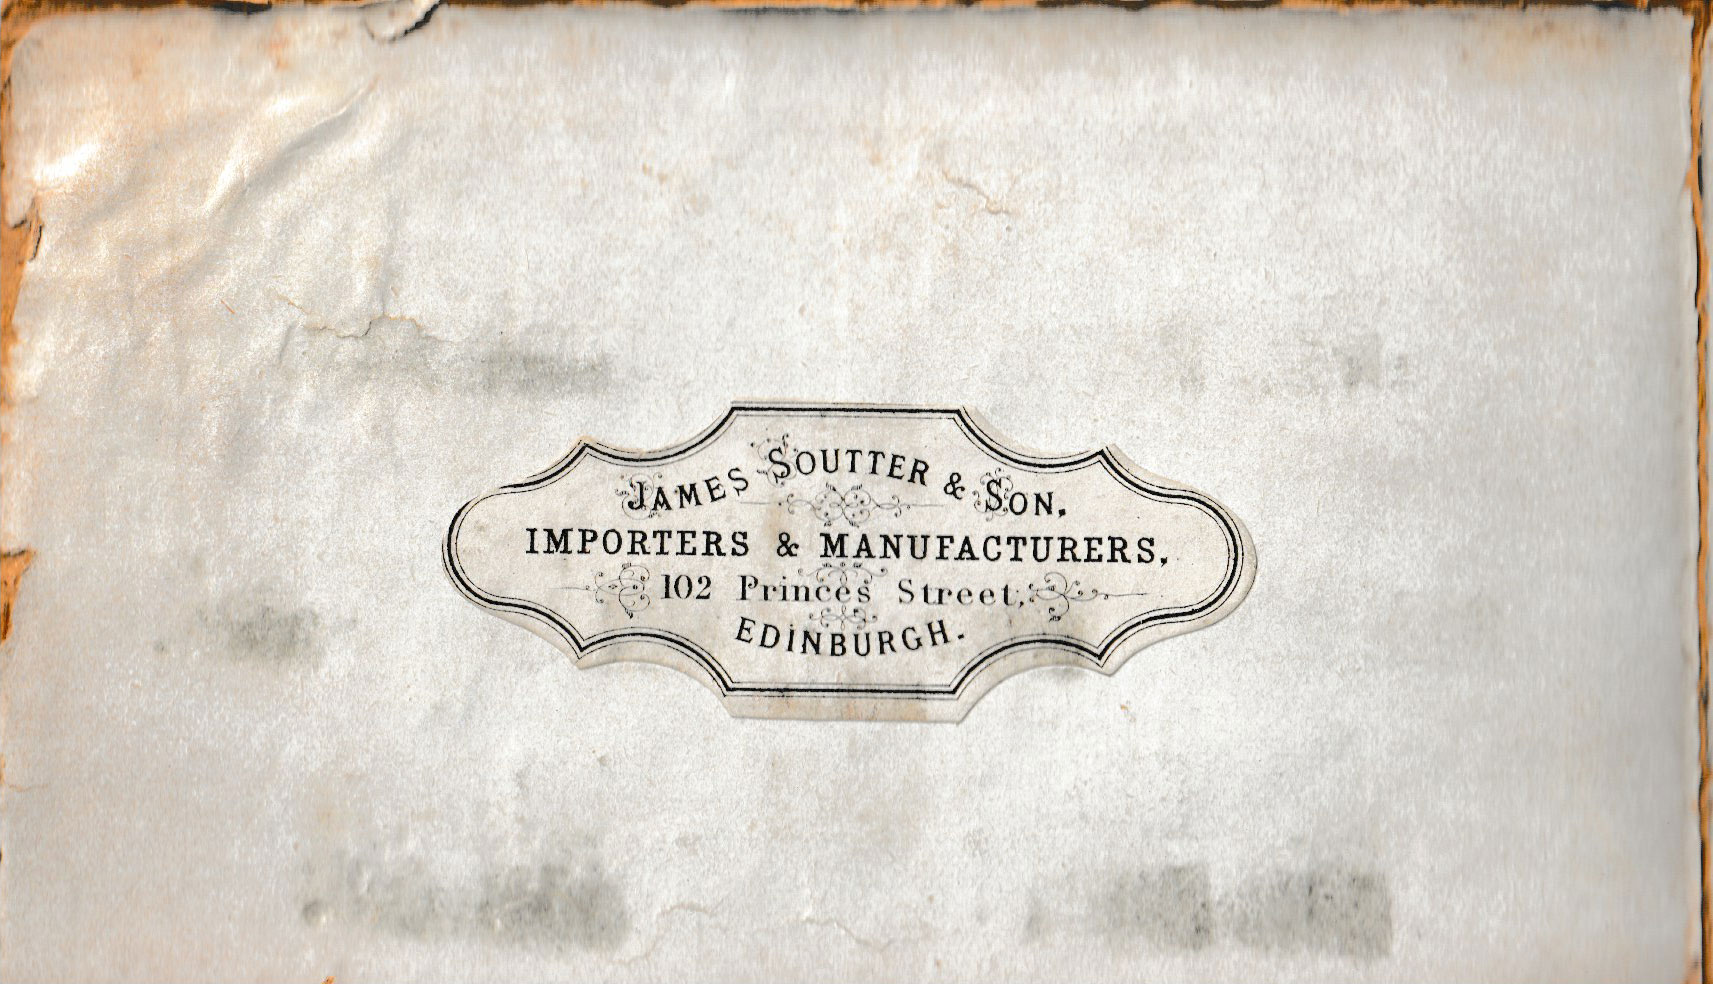 JAMES SOUTTER & SON,
IMPORTERS & MANUFACTURERS,
102 Princes Street,
EDINBURGH.